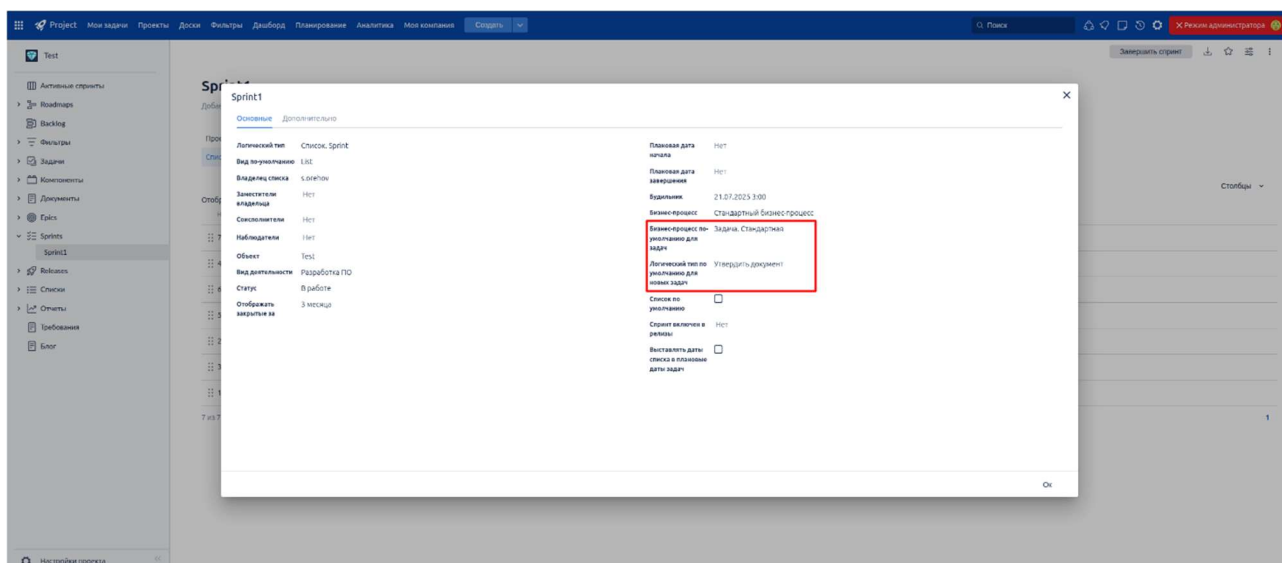 Project Мои задачи Проекты Доски Фильтры Дашборд Планирование Аналитика Моя компания Создать
Поиск
Режим администратора
Test
Завершить спринт
Активные спринты
Roadmaps
Backlog
Фильтры
Задачи
Компоненты
Документы
Epics
Sprints
Sprint1
Releases
Списки
Отчеты
Требования
Блог
Настройки проекта
Столбцы
7 из 7
1
Sprint1
Основные Дополнительно
Логический тип Список. Sprint
Вид по-умолчанию List
Владелец списка s.orehov
Заместители Нет
владельца
Соисполнители Нет
Наблюдатели Нет
Объект Test
Вид деятельности Разработка ПО
Статус В работе
Отображать 3 месяца
закрытые за
Плановая дата Нет
начала
Плановая дата Нет
завершения
Будильник 21.07.2025 3:00
Бизнес-процесс Стандартный бизнес-процесс
Бизнес-процесс по- Задача. Стандартная
умолчанию для
задач
Логический тип по Утвердить документ
умолчанию для
новых задач
Список по
умолчанию
Спринт включен в Нет
релизы
Выставлять даты
списка в плановые
даты задач
Ок